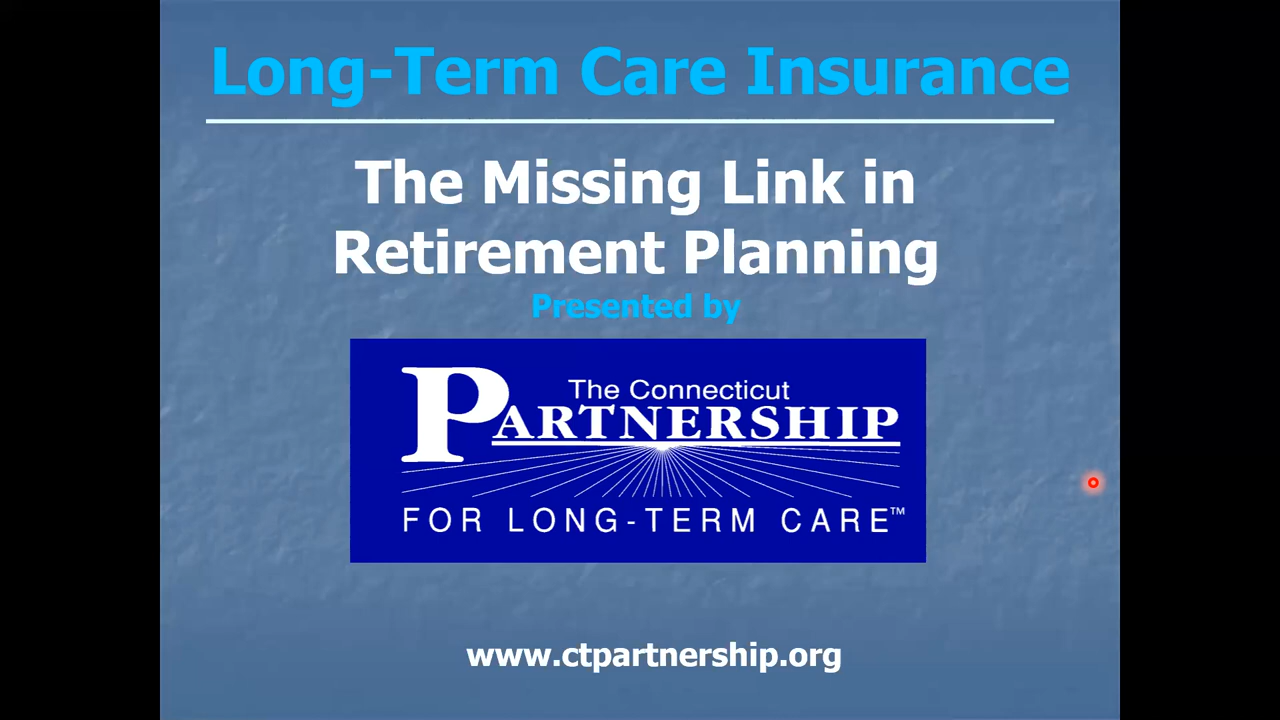 Long-Term Care Insurance
The Missing Link in
Retirement Planning
Presented by
The Connecticut
PARTNERSHIP
FOR LONG-TERM CARE™
www.ctpartnership.org